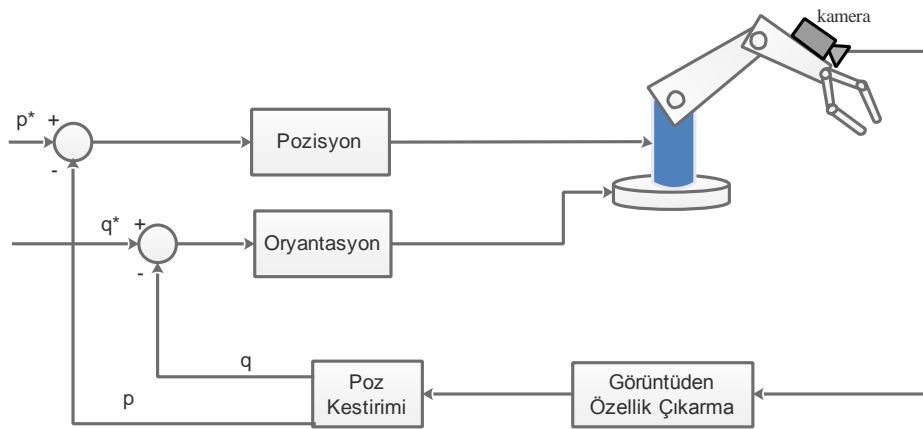 kamera
p*
+
Pozisyon
-
q*
+
Oryantasyon
-
q
p
Poz
Kestirimi
Görüntüden
Özellik Çıkarma